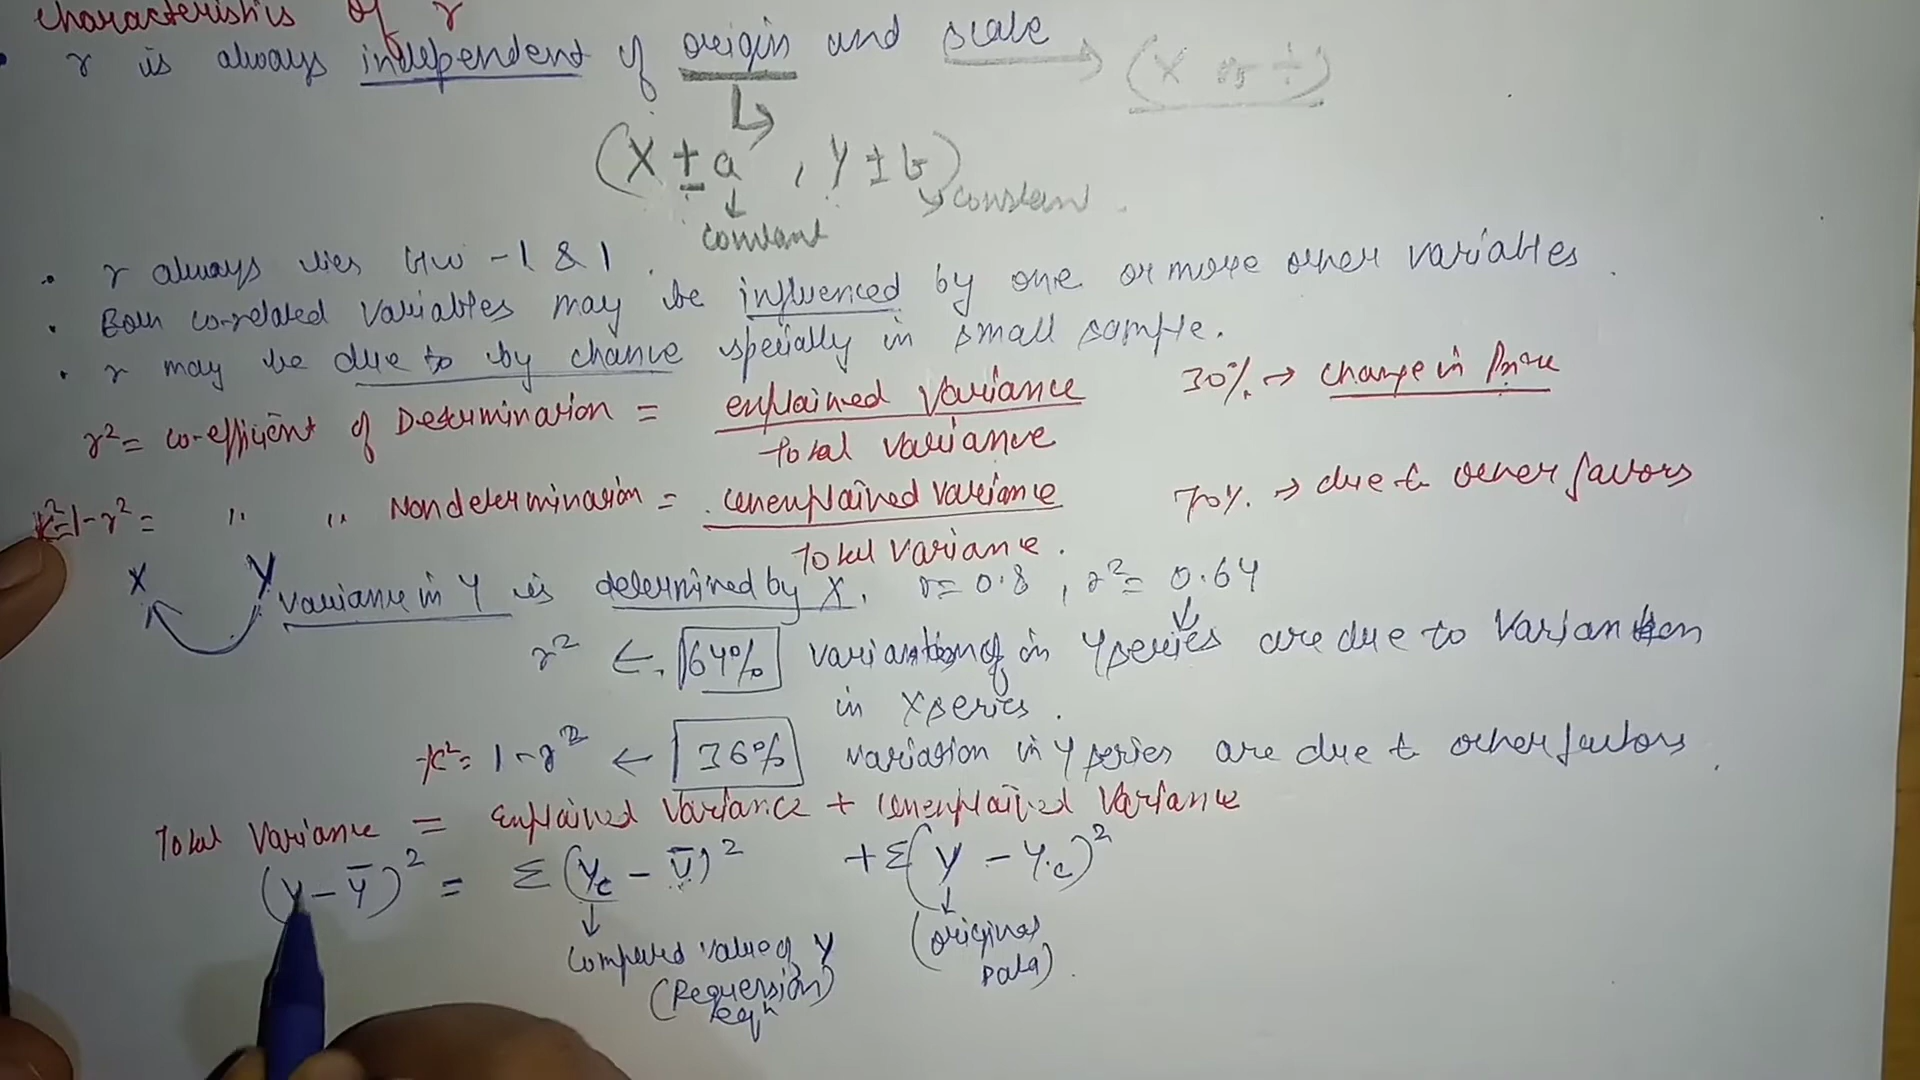 characteristics of r
• r is always independent of origin and scale → (× or ÷)
(X ± a , Y ± b)
constant
constant
• r always lies btw -1 & 1 .
• Both co-related variables may be influenced by one or more other variables .
• r may be due to by chance specially in small sample.
r² = co-efficient of Determination = explained variance / total variance
30% → change in Price
k²=1-r² = " " Nondetermination = unexplained variance / Total variance .
70% → due to other factors
X Y
variance in Y is determined by X. r = 0.8 , r² = 0.64
r² ← 64% variation in Y series are due to variation
in X series .
k² = 1-r² ← 36% variation in Y series are due to other factors .
Total Variance = Explained Variance + Unexplained Variance
(Y - Ȳ)² = Σ (Yc - Ȳ)² + Σ (Y - Yc)²
↓ ↓
value of Y (original
(Regression) Data) .
eqⁿ